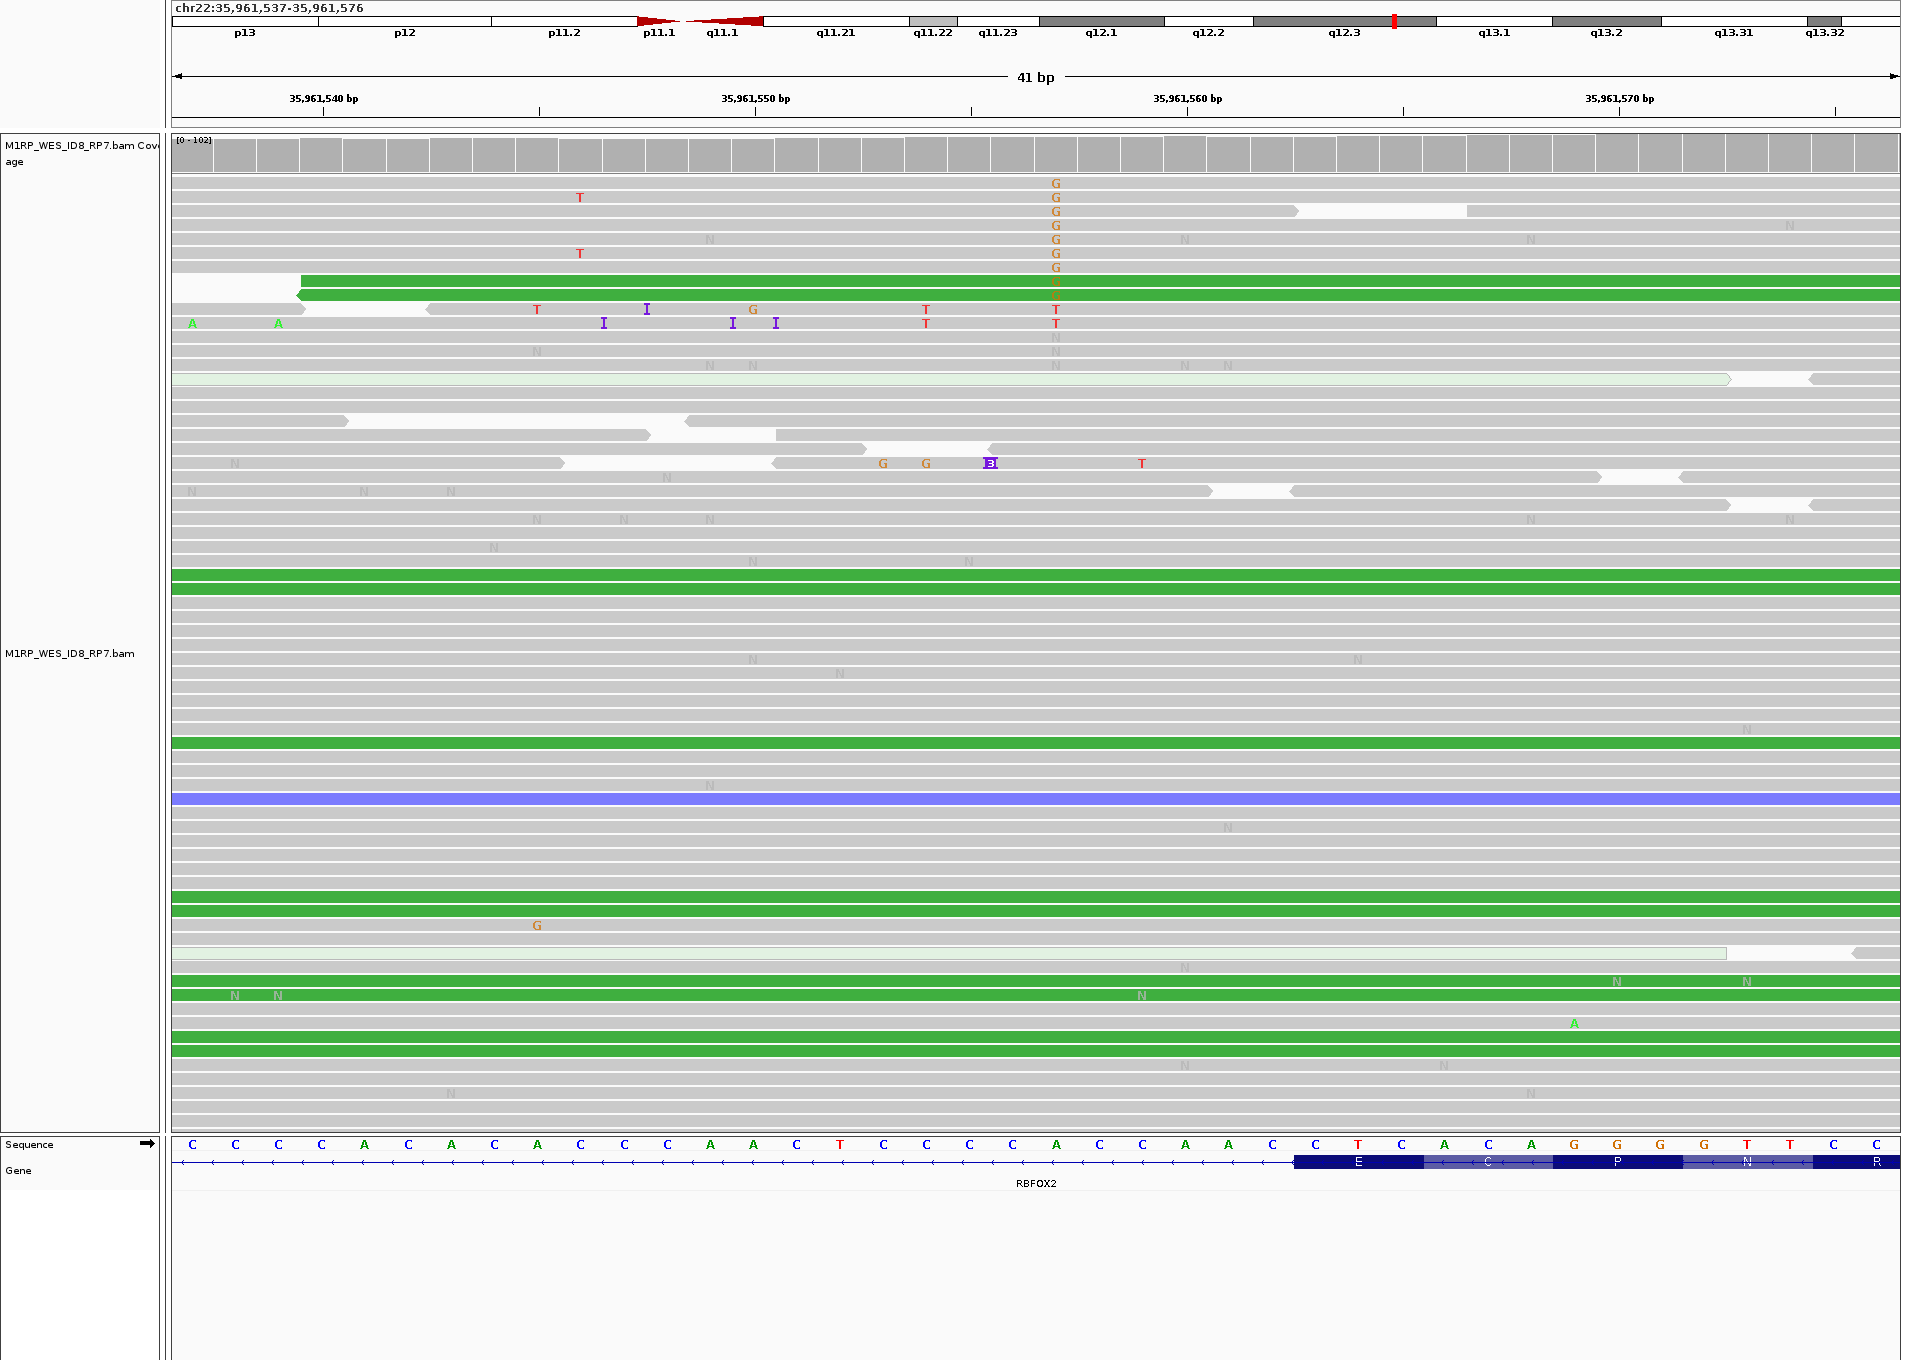 chr22:35,961,537-35,961,576
p13 p12 p11.2 p11.1 q11.1 q11.21 q11.22 q11.23 q12.1 q12.2 q12.3 q13.1 q13.2 q13.31 q13.32
41 bp
35,961,540 bp 35,961,550 bp 35,961,560 bp 35,961,570 bp
M1RP_WES_ID8_RP7.bam Cov
age
[0 - 102]
G
T G
G
G N
N G N N
T G
G
G
G
T I G T T
A A I I I T T
N
N N
N N N N N
N G G 3 T
N
N N N
N N N N N
N
N N
M1RP_WES_ID8_RP7.bam
N N
N
N
N
N
G
N
N N
N N N
A
N N
N N
Sequence C C C C A C A C A C C C A A C T C C C C A C C A A C C T C A C A G G G G T T C C
Gene E C P N R
RBFOX2